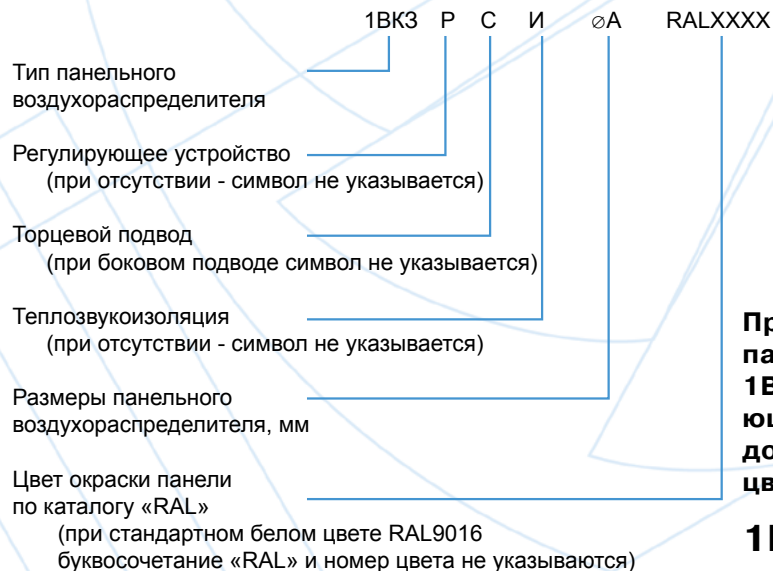 1ВК3 Р С И ⌀А RALXXXX
Тип панельного
воздухораспределителя
Регулирующее устройство
(при отсутствии - символ не указывается)
Торцевой подвод
(при боковом подводе символ не указывается)
Теплозвукоизоляция
(при отсутствии - символ не указывается)
Размеры панельного
воздухораспределителя, мм
Цвет окраски панели
по каталогу «RAL»
(при стандартном белом цвете RAL9016
буквосочетание «RAL» и номер цвета не указываются)